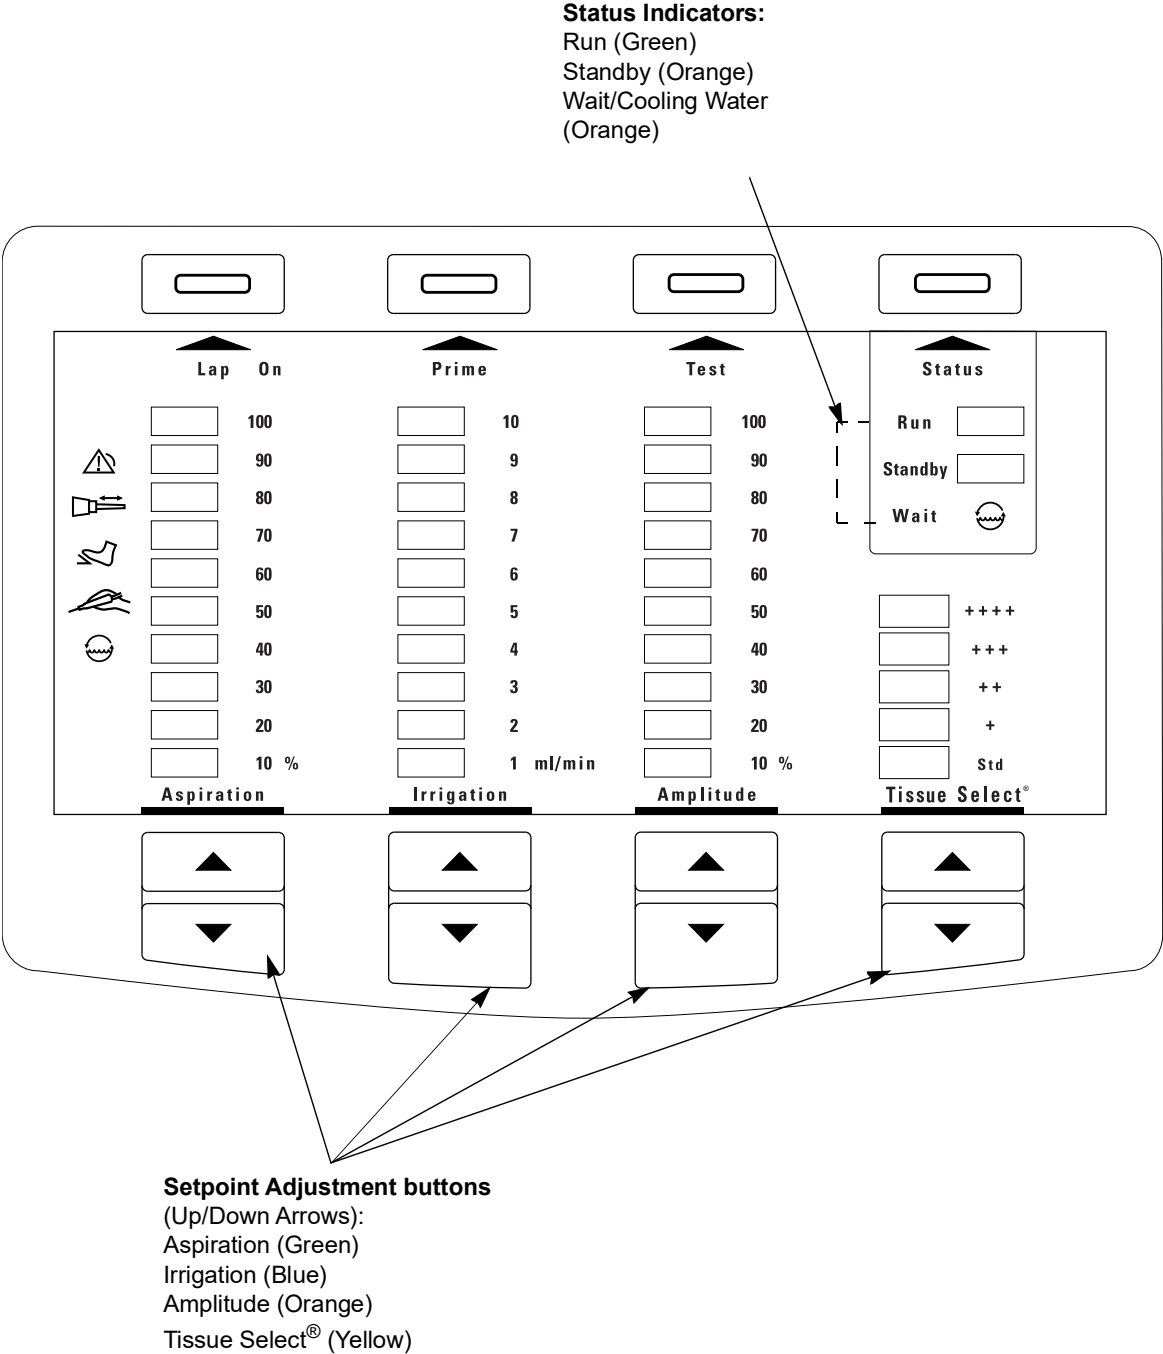 Status Indicators:
Run (Green)
Standby (Orange)
Wait/Cooling Water
(Orange)
Lap On
Prime
Test
Status
100
10
100
Run
90
9
90
Standby
80
8
80
Wait
70
7
70
60
6
60
50
5
50
++++
40
4
40
+++
30
3
30
++
20
2
20
+
10 %
1 ml/min
10 %
Std
Aspiration
Irrigation
Amplitude
Tissue Select®
Setpoint Adjustment buttons
(Up/Down Arrows):
Aspiration (Green)
Irrigation (Blue)
Amplitude (Orange)
Tissue Select® (Yellow)